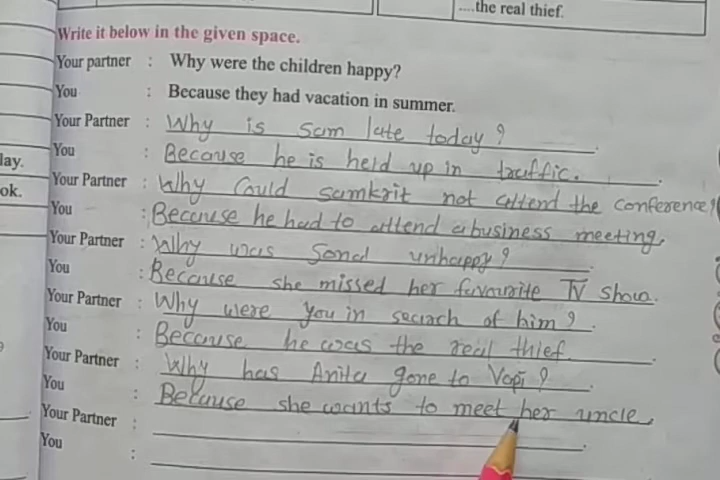 ....the real thief.
Write it below in the given space.
Your partner : Why were the children happy?
You : Because they had vacation in summer.
Your Partner : Why is Sam late today?
lay.
You : Because he is held up in traffic.
ok.
Your Partner : Why Could Samkrit not attend the conference?
You : Because he had to attend a business meeting,
Your Partner : Why was Sonal unhappy?
You : Because she missed her favourite TV show.
Your Partner : Why were you in search of him?
You : Because he was the real thief.
Your Partner : Why has Anita gone to Vapi?
You : Because she wants to meet her uncle,
Your Partner :
You :